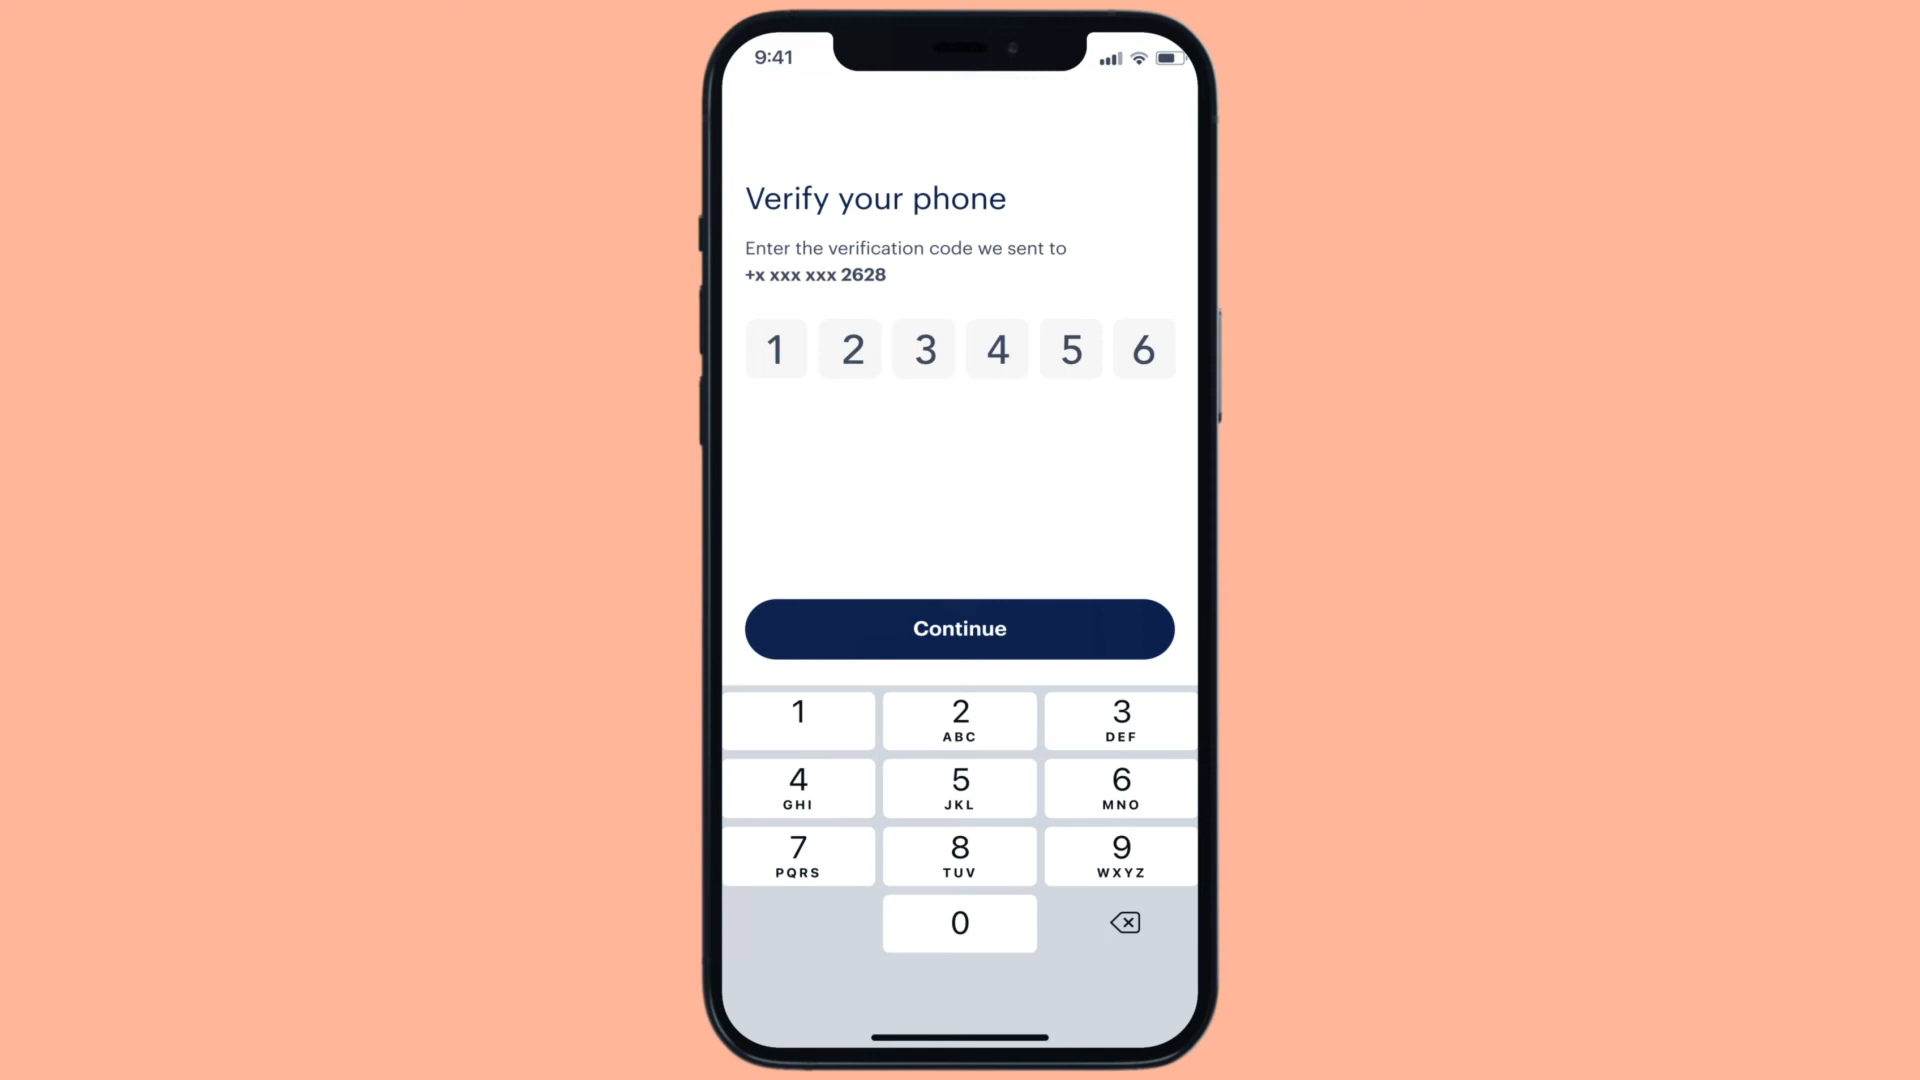 9:41
Verify your phone
Enter the verification code we sent to
+x xxx xxx 2628
1 2 3 4 5 6
Continue
1 2 3
ABC DEF
4 5 6
GHI JKL MNO
7 8 9
PQRS TUV WXYZ
0